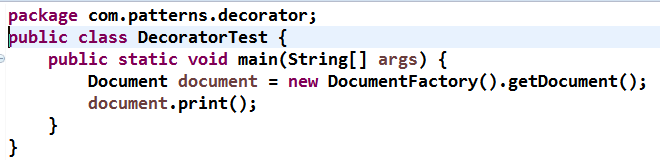 package com.patterns.decorator;
public class DecoratorTest {
    public static void main(String[] args) {
        Document document = new DocumentFactory().getDocument();
        document.print();
    }
}